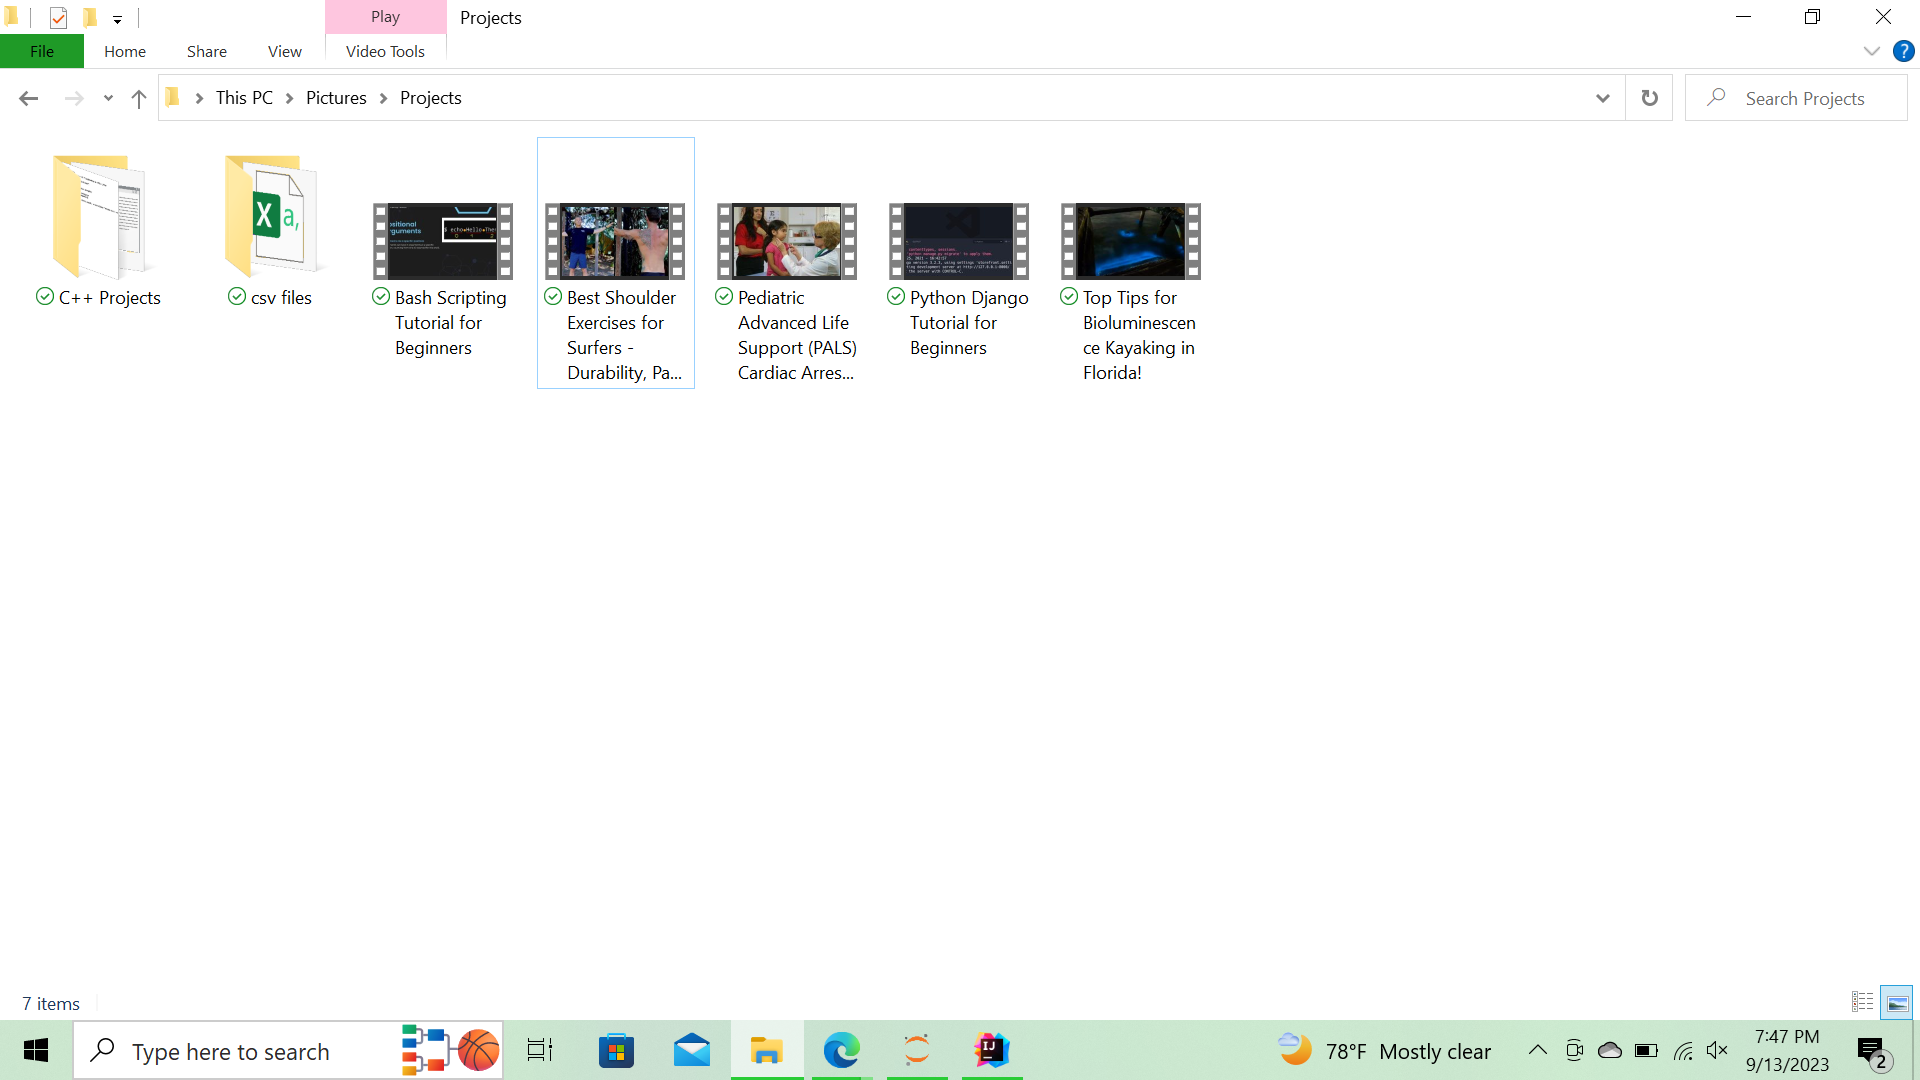 Play
Projects
File
Home
Share
View
Video Tools
This PC
Pictures
Projects
Search Projects
C++ Projects
csv files
Bash Scripting
Tutorial for
Beginners
Best Shoulder
Exercises for
Surfers -
Durability, Pa...
Pediatric
Advanced Life
Support (PALS)
Cardiac Arres...
Python Django
Tutorial for
Beginners
Top Tips for
Bioluminescen
ce Kayaking in
Florida!
7 items
Type here to search
78°F Mostly clear
7:47 PM
9/13/2023
2